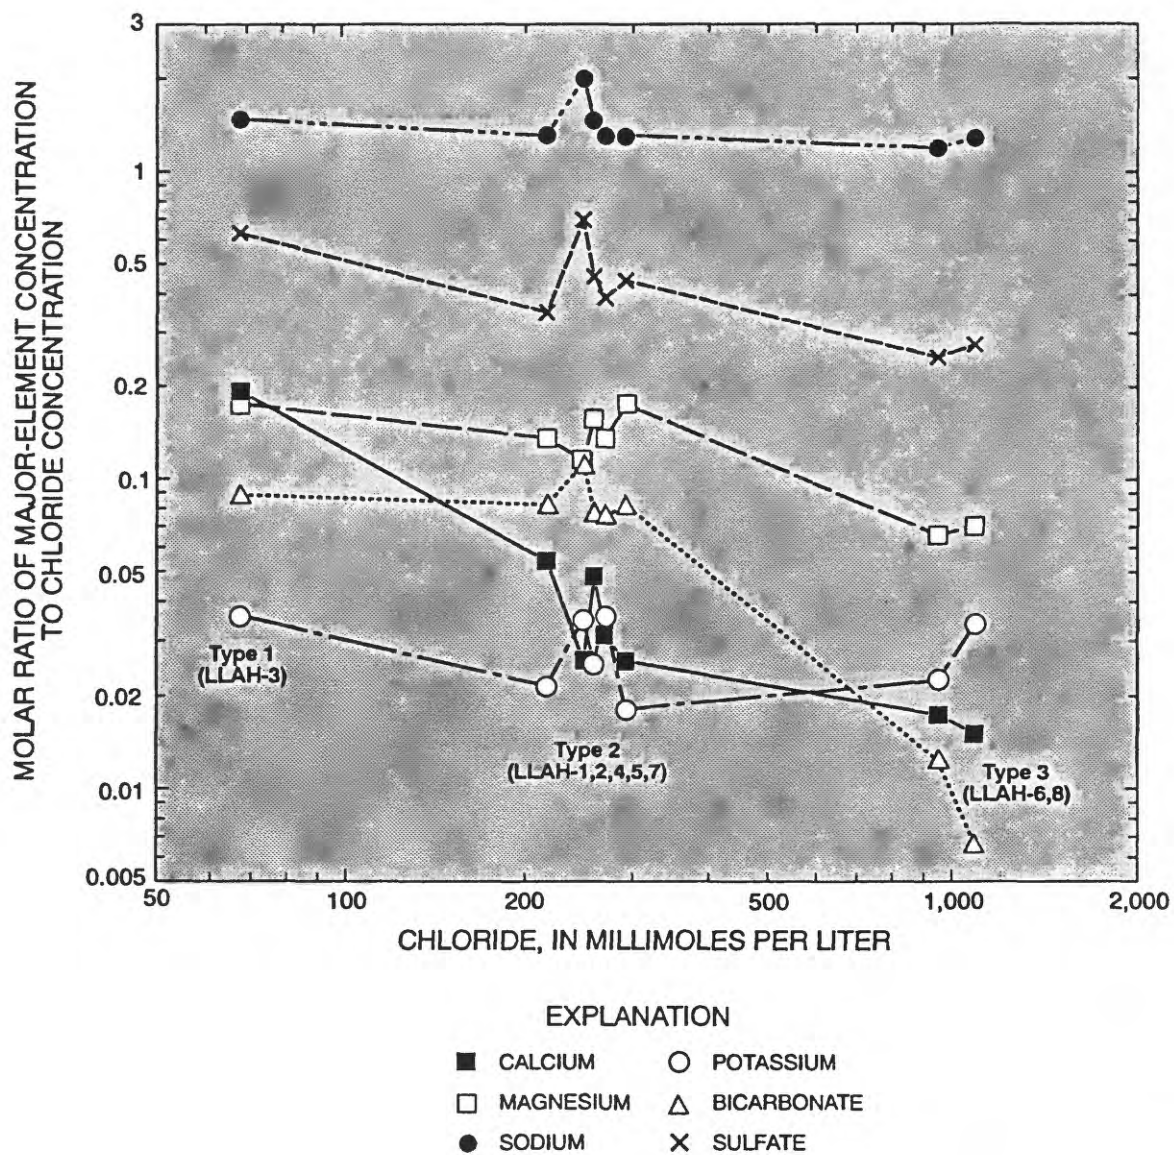 MOLAR RATIO OF MAJOR-ELEMENT CONCENTRATION
TO CHLORIDE CONCENTRATION
3
1
0.5
0.2
0.1
0.05
0.02
0.01
0.005
Type 1
(LLAH-3)
Type 2
(LLAH-1,2,4,5,7)
Type 3
(LLAH-6,8)
50 100 200 500 1,000 2,000
CHLORIDE, IN MILLIMOLES PER LITER
EXPLANATION
CALCIUM POTASSIUM
MAGNESIUM BICARBONATE
SODIUM SULFATE